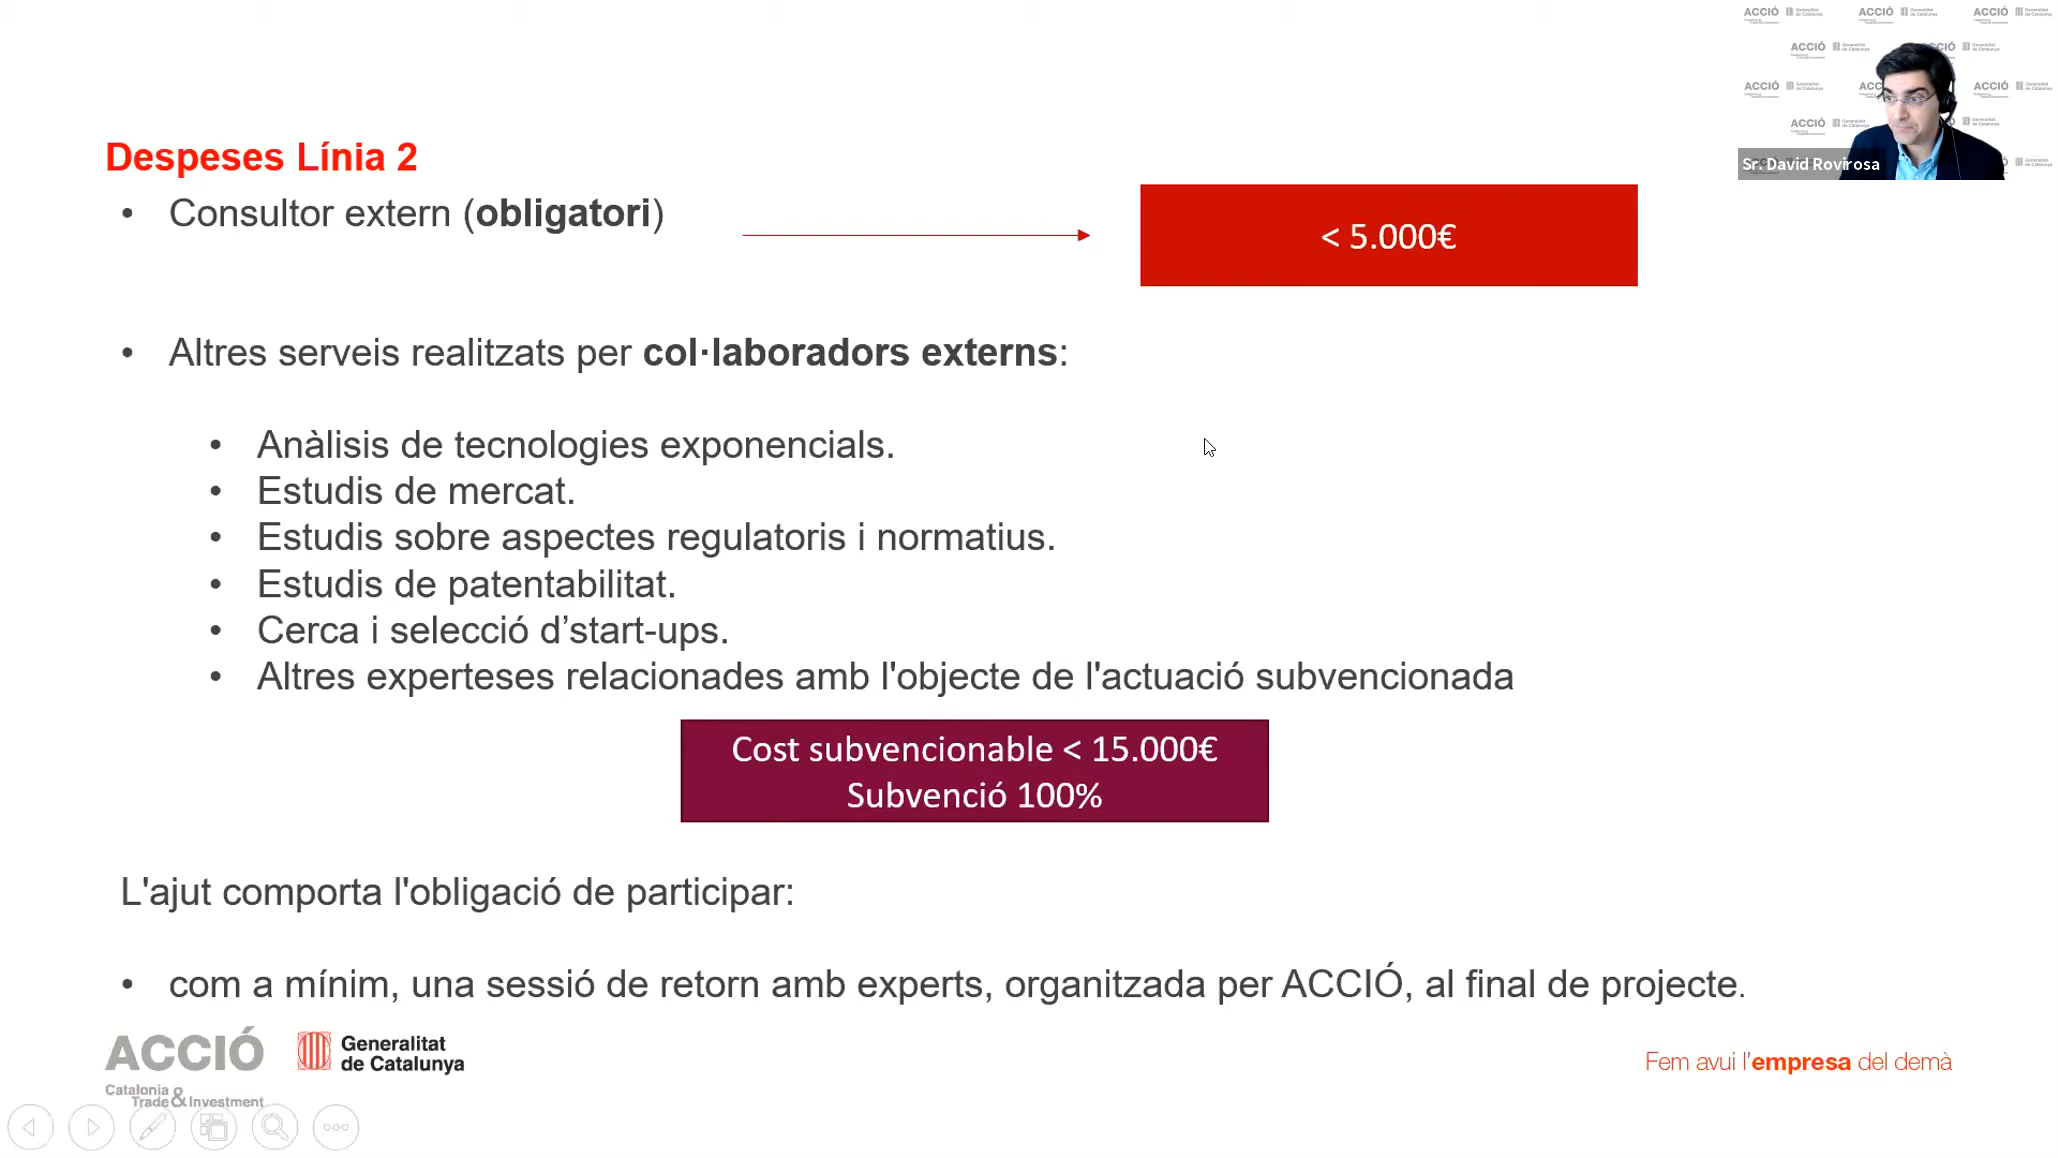 ACCIÓ Generalitat de Catalunya
Sr. David Rovirosa
Despeses Línia 2
• Consultor extern (obligatori)
< 5.000€
• Altres serveis realitzats per col·laboradors externs:
• Anàlisis de tecnologies exponencials.
• Estudis de mercat.
• Estudis sobre aspectes regulatoris i normatius.
• Estudis de patentabilitat.
• Cerca i selecció d’start-ups.
• Altres experteses relacionades amb l'objecte de l'actuació subvencionada
Cost subvencionable < 15.000€
Subvenció 100%
L'ajut comporta l'obligació de participar:
• com a mínim, una sessió de retorn amb experts, organitzada per ACCIÓ, al final de projecte.
ACCIÓ
Catalonia
Trade & Investment
Generalitat
de Catalunya
Fem avui l'empresa del demà